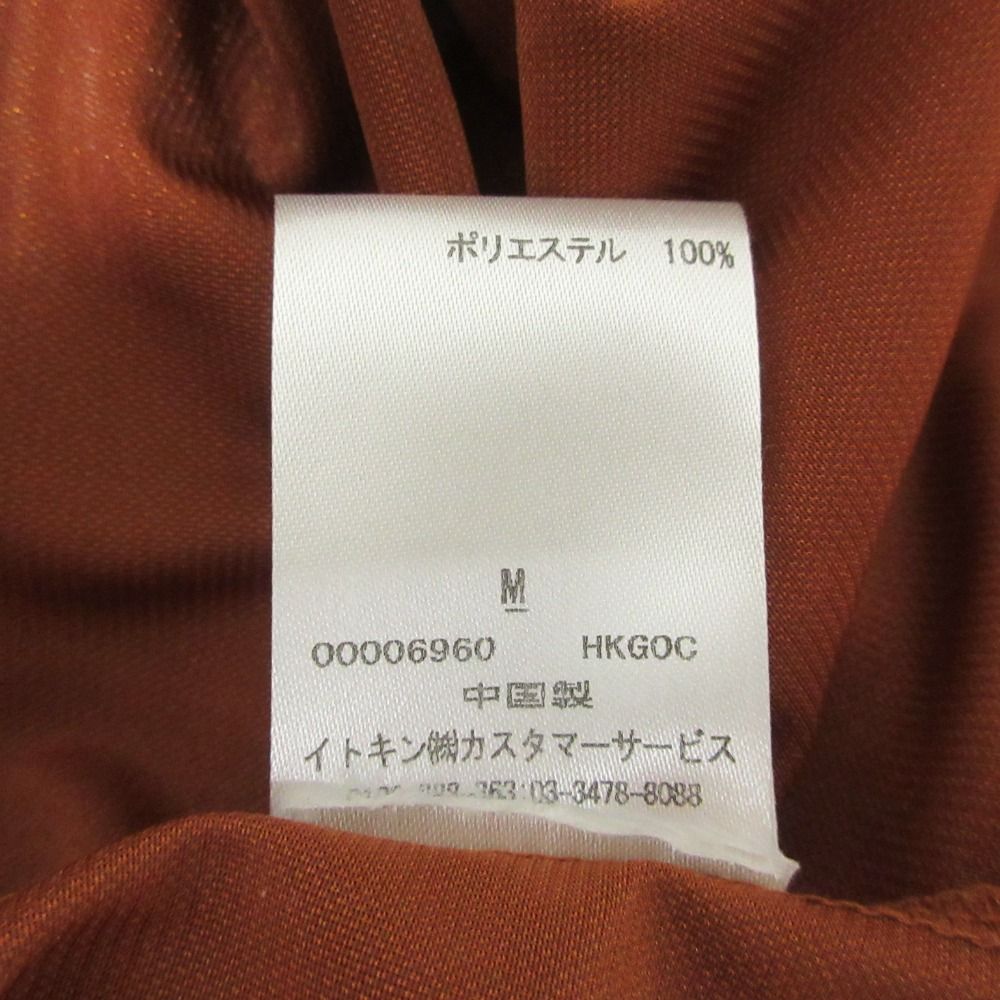 ポリエステル 100%
M
00006960 HKGOC
中国製
イトキン㈱カスタマーサービス
03-3478-8088